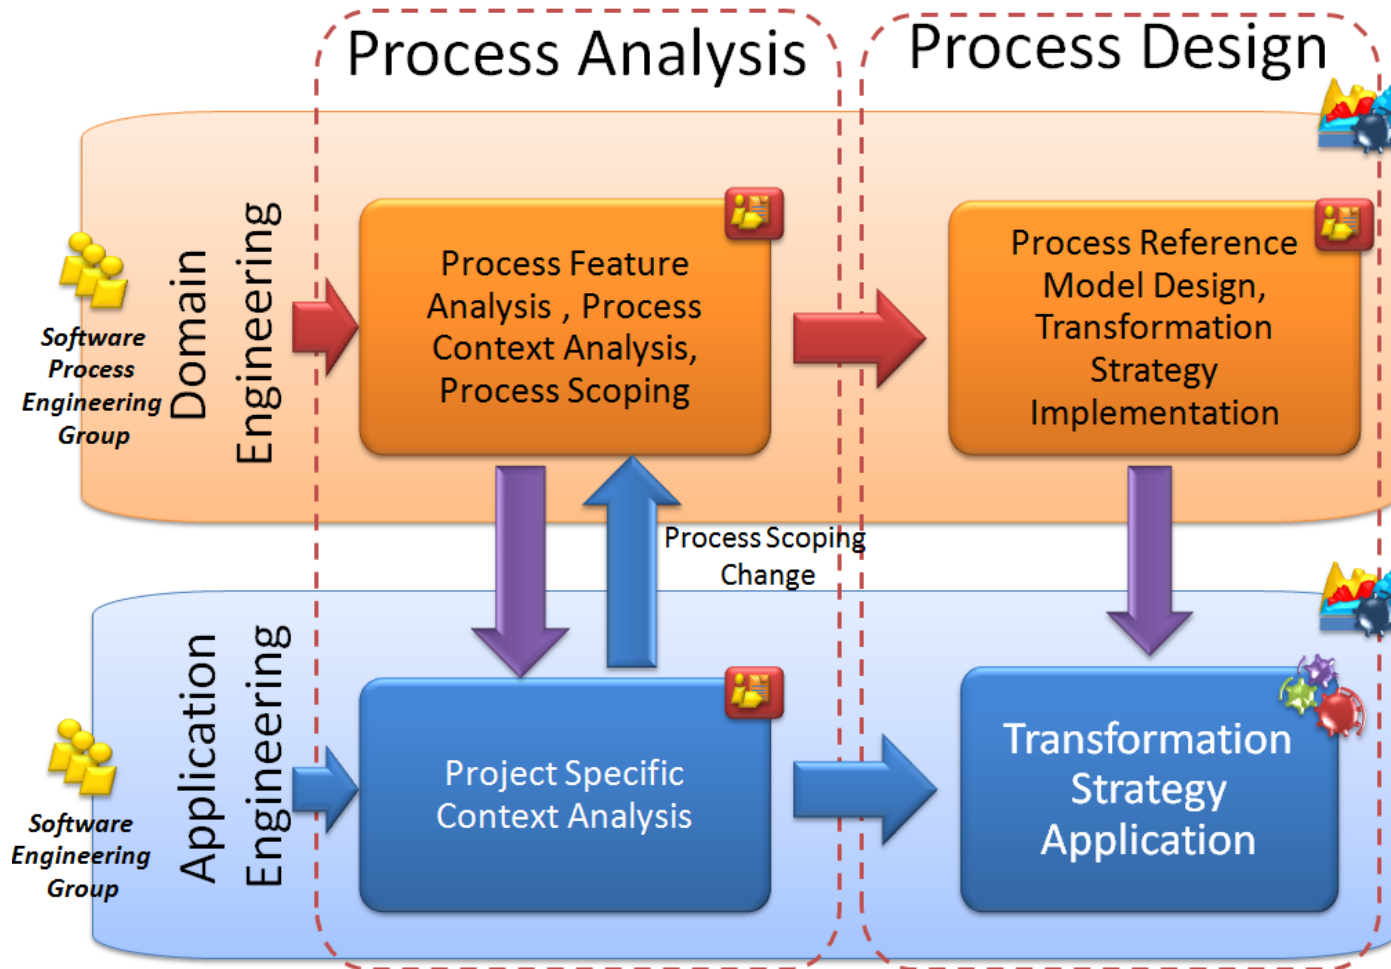 Process Analysis
Process Design
Domain
Engineering
Software
Process
Engineering
Group
Process Feature
Analysis , Process
Context Analysis,
Process Scoping
Process Reference
Model Design,
Transformation
Strategy
Implementation
Process Scoping
Change
Application
Engineering
Software
Engineering
Group
Project Specific
Context Analysis
Transformation
Strategy
Application